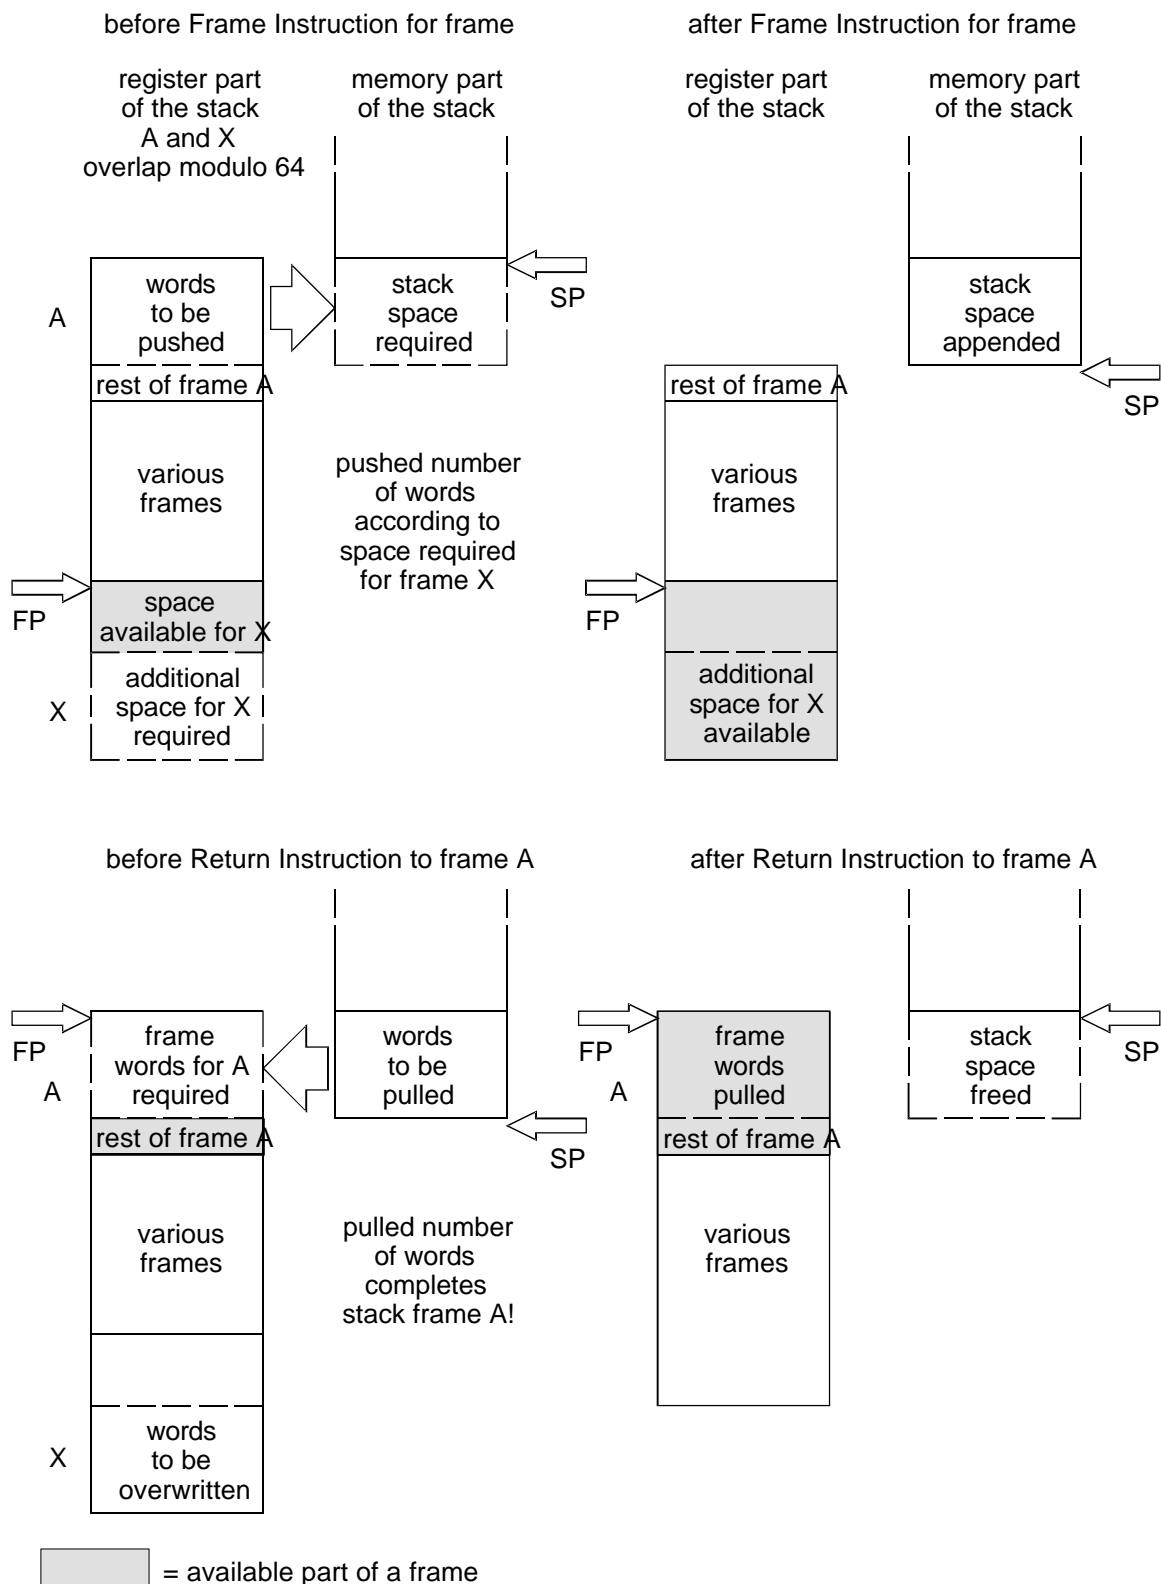 before Frame Instruction for frame
after Frame Instruction for frame
register part
of the stack
A and X
overlap modulo 64
memory part
of the stack
register part
of the stack
memory part
of the stack
A
words
to be
pushed
stack
space
required
SP
stack
space
appended
SP
rest of frame A
rest of frame A
various
frames
pushed number
of words
according to
space required
for frame X
various
frames
FP
space
available for X
FP
X
additional
space for X
required
additional
space for X
available
before Return Instruction to frame A
after Return Instruction to frame A
FP
A
frame
words for A
required
words
to be
pulled
SP
FP
A
frame
words
pulled
stack
space
freed
SP
rest of frame A
rest of frame A
various
frames
pulled number
of words
completes
stack frame A!
various
frames
X
words
to be
overwritten
= available part of a frame